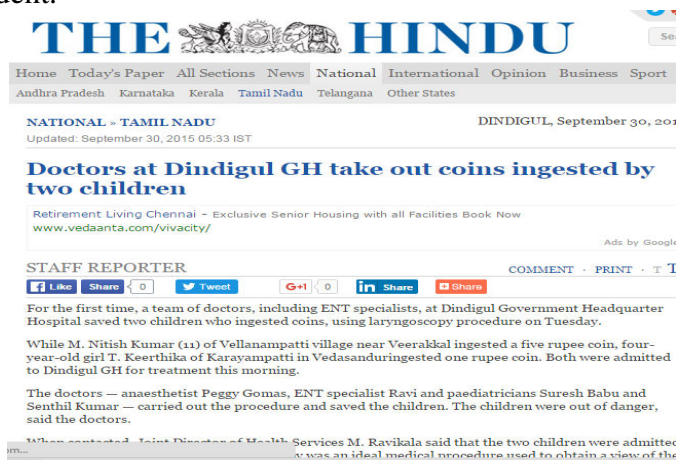 dent.
THE HINDU
Sea
Home Today's Paper All Sections News National International Opinion Business Sport
Andhra Pradesh Karnataka Kerala Tamil Nadu Telangana Other States
NATIONAL » TAMIL NADU DINDIGUL, September 30, 201
Updated: September 30, 2015 05:33 IST
Doctors at Dindigul GH take out coins ingested by
two children
Retirement Living Chennai - Exclusive Senior Housing with all Facilities Book Now
www.vedaanta.com/vivacity/
Ads by Google
STAFF REPORTER COMMENT · PRINT · T T
f Like Share 0 Tweet G+1 0 in Share Share
For the first time, a team of doctors, including ENT specialists, at Dindigul Government Headquarter
Hospital saved two children who ingested coins, using laryngoscopy procedure on Tuesday.
While M. Nitish Kumar (11) of Vellanampatti village near Veerakkal ingested a five rupee coin, four-
year-old girl T. Keerthika of Karayampatti in Vedasanduringested one rupee coin. Both were admitted
to Dindigul GH for treatment this morning.
The doctors — anaesthetist Peggy Gomas, ENT specialist Ravi and paediatricians Suresh Babu and
Senthil Kumar — carried out the procedure and saved the children. The children were out of danger,
said the doctors.
When contacted, Joint Director of Health Services M. Ravikala said that the two children were admitted
om... y was an ideal medical procedure used to obtain a view of the